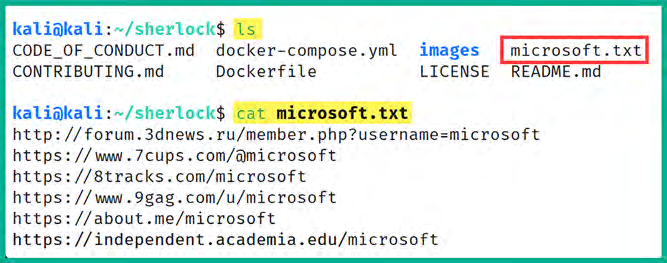 kali@kali:~/sherlock$ ls
CODE_OF_CONDUCT.md docker-compose.yml images microsoft.txt
CONTRIBUTING.md Dockerfile LICENSE README.md
kali@kali:~/sherlock$ cat microsoft.txt
http://forum.3dnews.ru/member.php?username=microsoft
https://www.7cups.com/@microsoft
https://8tracks.com/microsoft
https://www.9gag.com/u/microsoft
https://about.me/microsoft
https://independent.academia.edu/microsoft